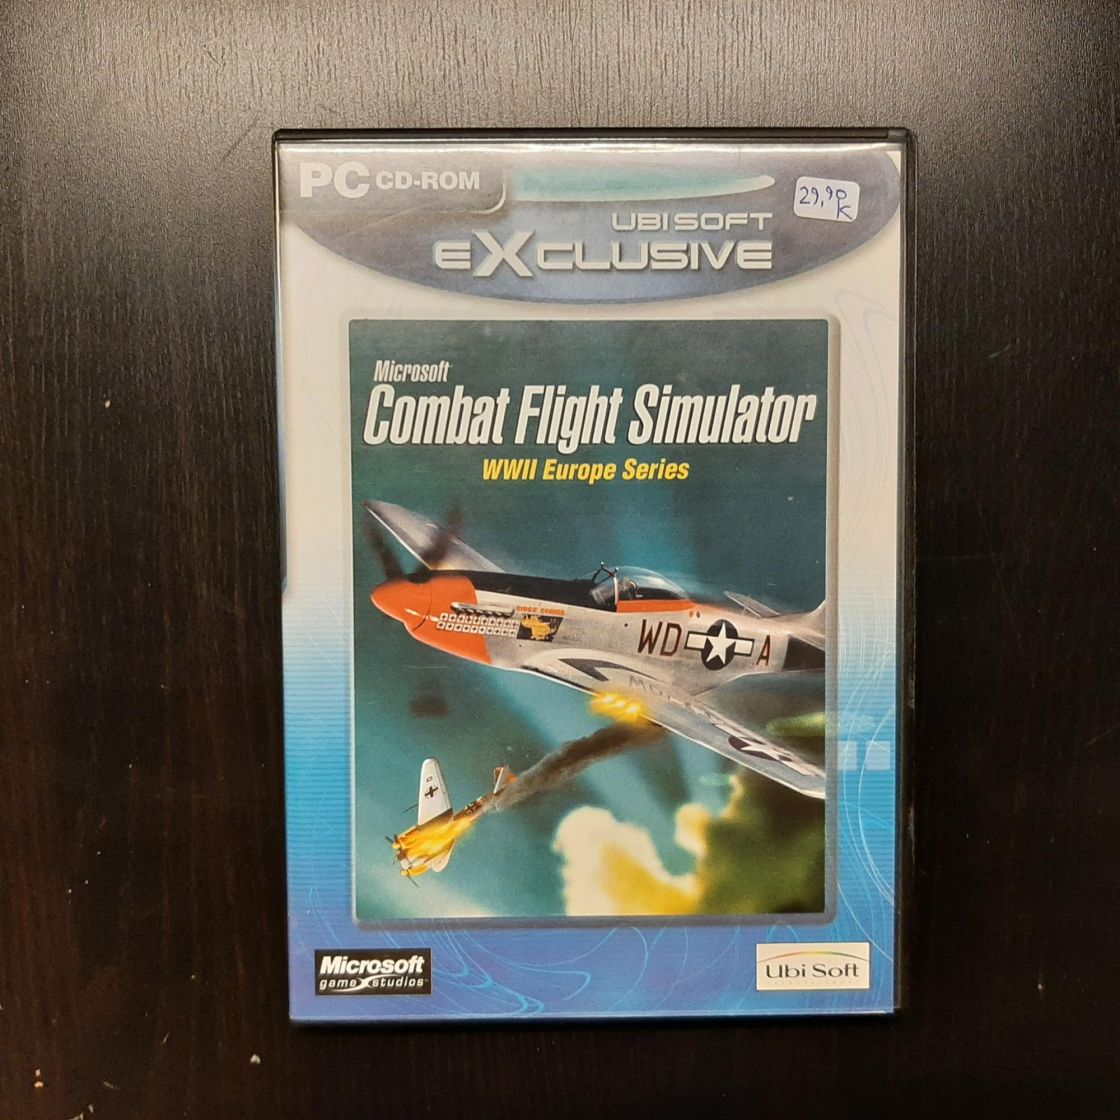 PC CD-ROM
29,90
K
UBI SOFT
eXCLUSIVE
Microsoft
Combat Flight Simulator
WWII Europe Series
WD A
Microsoft
game studios
Ubi Soft